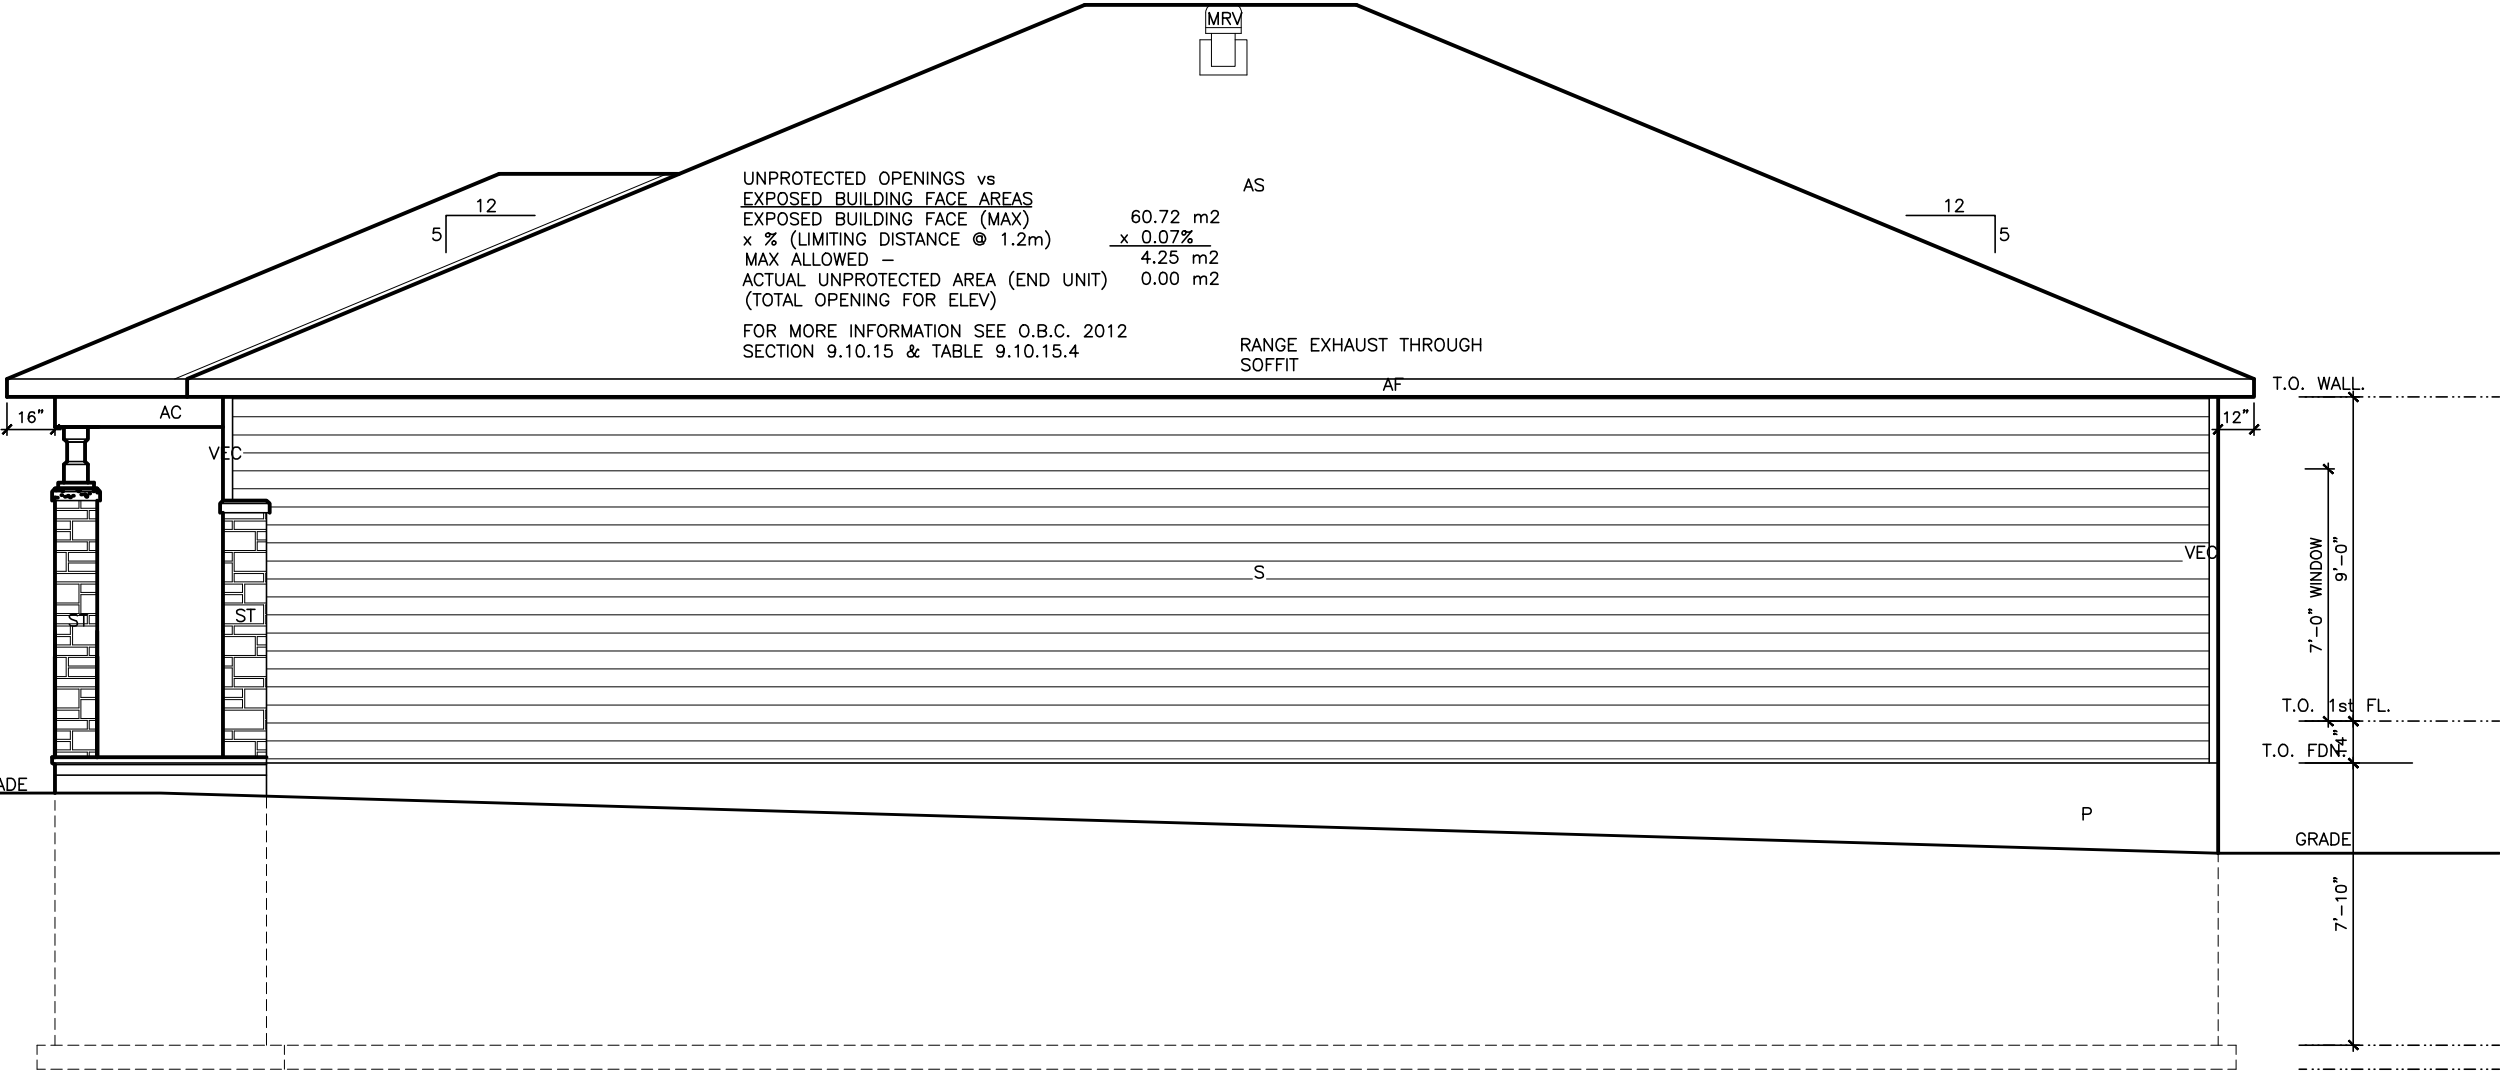 MRV
UNPROTECTED OPENINGS vs
EXPOSED BUILDING FACE AREAS
EXPOSED BUILDING FACE (MAX) 60.72 m2
x % (LIMITING DISTANCE @ 1.2m) x 0.07%
MAX ALLOWED - 4.25 m2
ACTUAL UNPROTECTED AREA (END UNIT) 0.00 m2
(TOTAL OPENING FOR ELEV)
FOR MORE INFORMATION SEE O.B.C. 2012
SECTION 9.10.15 & TABLE 9.10.15.4
AS
12
5
12
5
RANGE EXHAUST THROUGH
SOFFIT
AF
T.O. WALL.
16"
AC
12"
VEC
VEC
S
ST
ST
7'-0" WINDOW
9'-0"
T.O. 1st FL.
14"
T.O. FDN.
ADE
P
GRADE
7'-10"